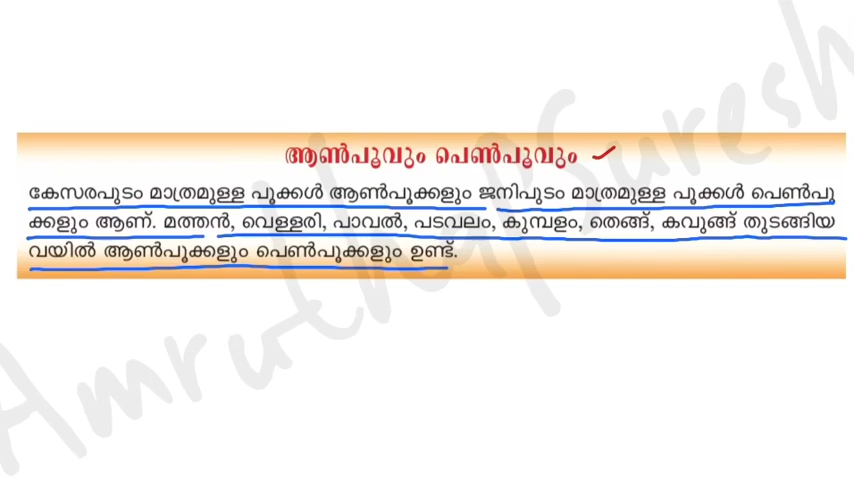 ആൺപൂവും പെൺപൂവും
കേസരപുടം മാത്രമുള്ള പൂക്കൾ ആൺപൂക്കളും ജനിപുടം മാത്രമുള്ള പൂക്കൾ പെൺപൂ
ക്കളും ആണ്. മത്തൻ, വെള്ളരി, പാവൽ, പടവലം, കുമ്പളം, തെങ്ങ്, കവുങ്ങ് തുടങ്ങിയ
വയിൽ ആൺപൂക്കളും പെൺപൂക്കളും ഉണ്ട്.
Amrutha Suresh